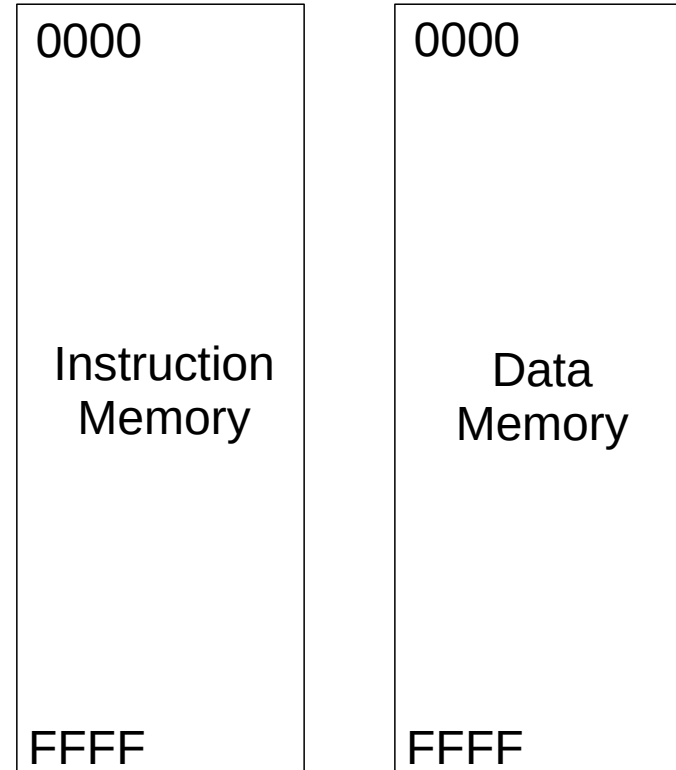 0000
Instruction
Memory
FFFF
0000
Data
Memory
FFFF